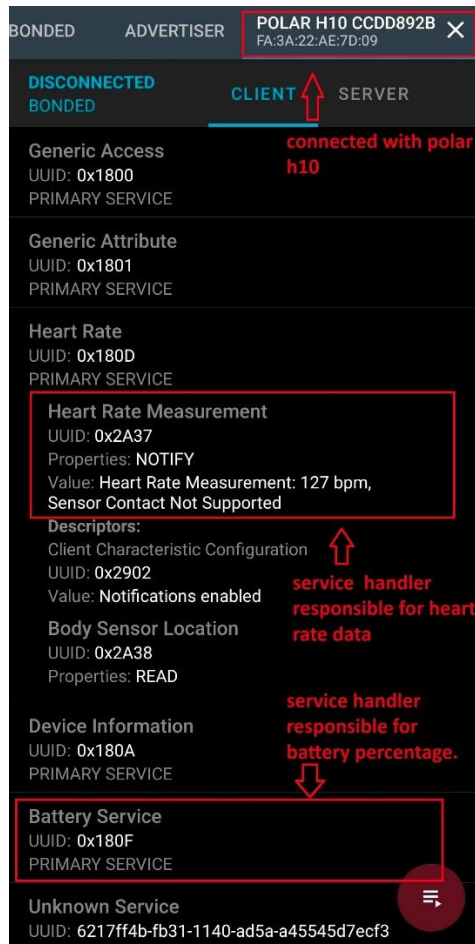 BONDED ADVERTISER POLAR H10 CCDD892B
FA:3A:22:AE:7D:09
DISCONNECTED
BONDED
CLIENT SERVER
connected with polar
h10
Generic Access
UUID: 0x1800
PRIMARY SERVICE
Generic Attribute
UUID: 0x1801
PRIMARY SERVICE
Heart Rate
UUID: 0x180D
PRIMARY SERVICE
Heart Rate Measurement
UUID: 0x2A37
Properties: NOTIFY
Value: Heart Rate Measurement: 127 bpm,
Sensor Contact Not Supported
Descriptors:
Client Characteristic Configuration
UUID: 0x2902
Value: Notifications enabled
service handler
responsible for heart
rate data
Body Sensor Location
UUID: 0x2A38
Properties: READ
service handler
responsible for
battery percentage.
Device Information
UUID: 0x180A
PRIMARY SERVICE
Battery Service
UUID: 0x180F
PRIMARY SERVICE
Unknown Service
UUID: 6217ff4b-fb31-1140-ad5a-a45545d7ecf3